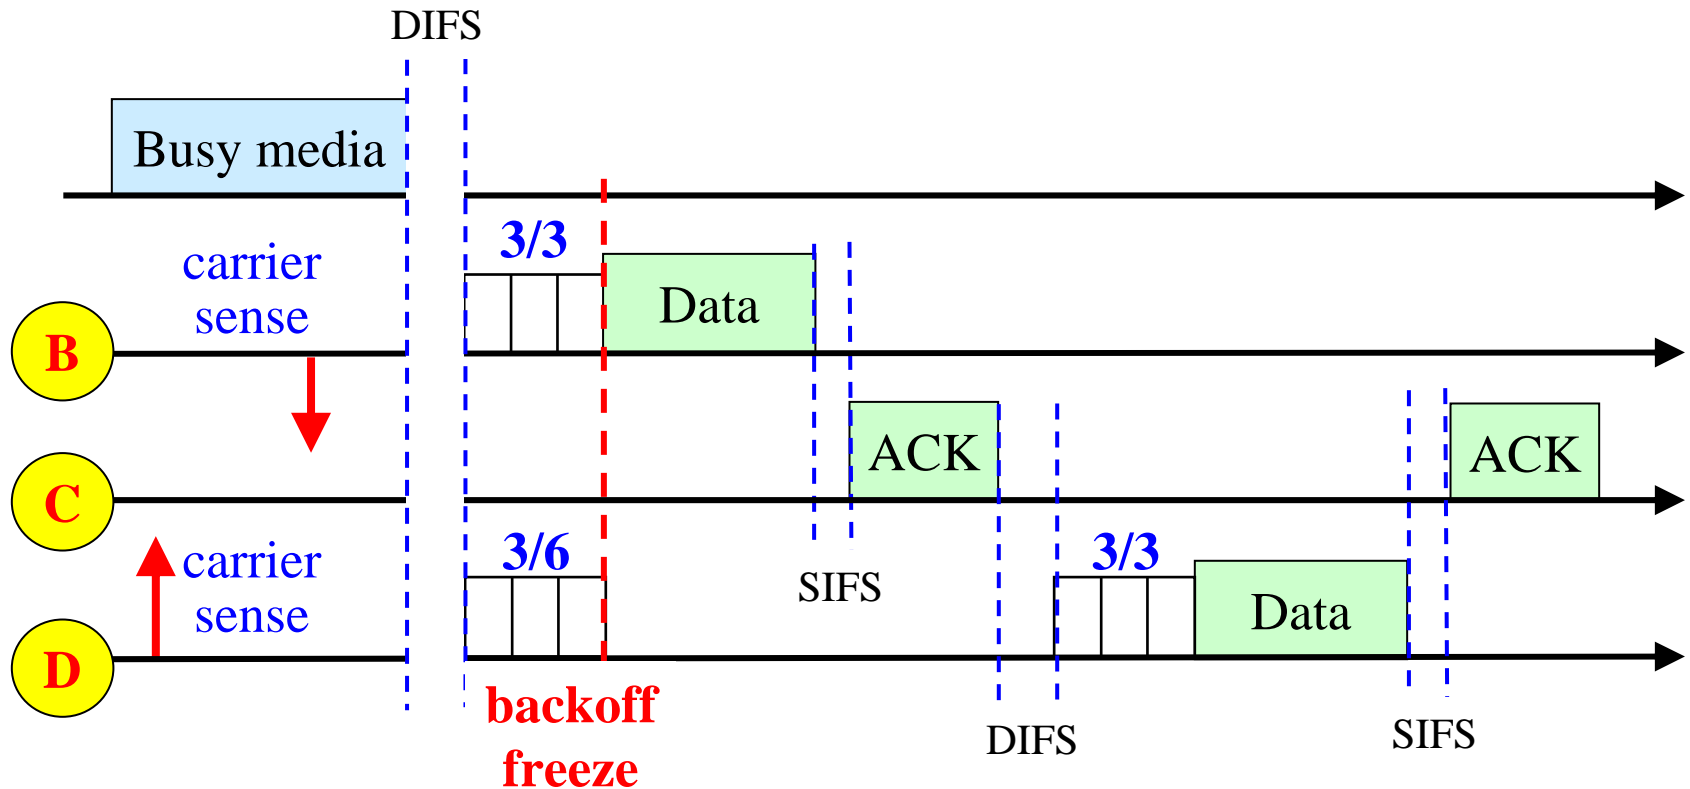 DIFS
Busy media
3/3
carrier
sense
Data
B
ACK
ACK
C
3/6
3/3
carrier
sense
SIFS
Data
D
backoff
freeze
DIFS
SIFS